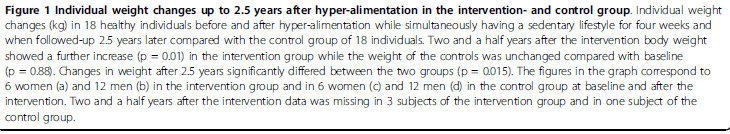 Figure 1 Individual weight changes up to 2.5 years after hyper-alimentation in the intervention- and control group. Individual weight
changes (kg) in 18 healthy individuals before and after hyper-alimentation while simultaneously having a sedentary lifestyle for four weeks and
when followed-up 2.5 years later compared with the control group of 18 individuals. Two and a half years after the intervention body weight
showed a further increase (p = 0.01) in the intervention group while the weight of the controls was unchanged compared with baseline
(p = 0.88). Changes in weight after 2.5 years significantly differed between the two groups (p = 0.015). The figures in the graph correspond to
6 women (a) and 12 men (b) in the intervention group and in 6 women (c) and 12 men (d) in the control group at baseline and after the
intervention. Two and a half years after the intervention data was missing in 3 subjects of the intervention group and in one subject of the
control group.